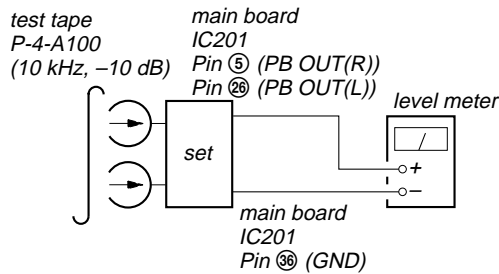 test tape
P-4-A100
(10 kHz, –10 dB)
main board
IC201
Pin ⑤ (PB OUT(R))
Pin ㉖ (PB OUT(L))
level meter
set
+
–
main board
IC201
Pin ㊱ (GND)